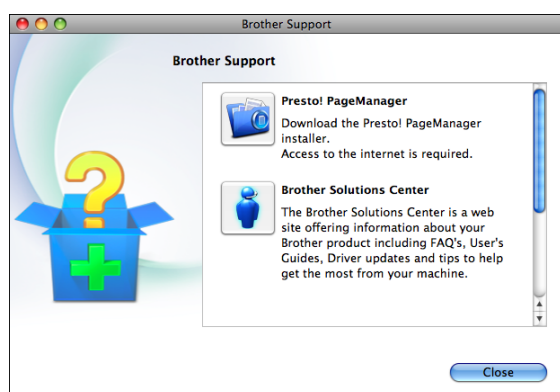 Brother Support
Brother Support
Presto! PageManager
Download the Presto! PageManager
installer.
Access to the internet is required.
Brother Solutions Center
The Brother Solutions Center is a web
site offering information about your
Brother product including FAQ's, User's
Guides, Driver updates and tips to help
get the most from your machine.
Close